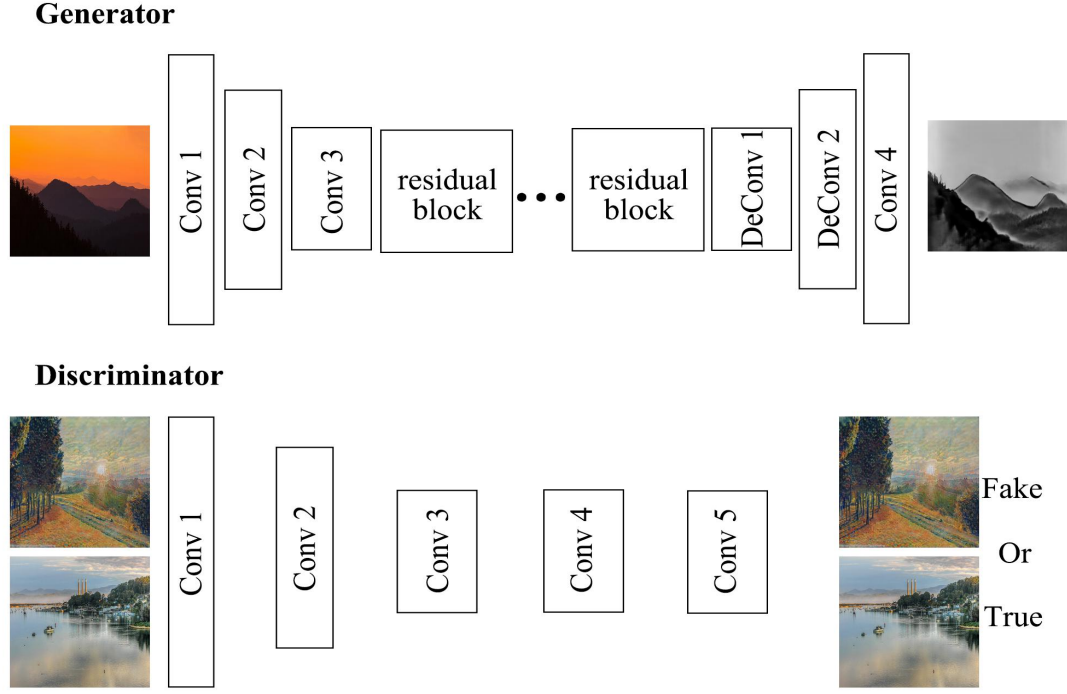 Generator
Conv 1
Conv 2
Conv 3
residual
block
residual
block
DeConv 1
DeConv 2
Conv 4
Discriminator
Conv 1
Conv 2
Conv 3
Conv 4
Conv 5
Fake
Or
True